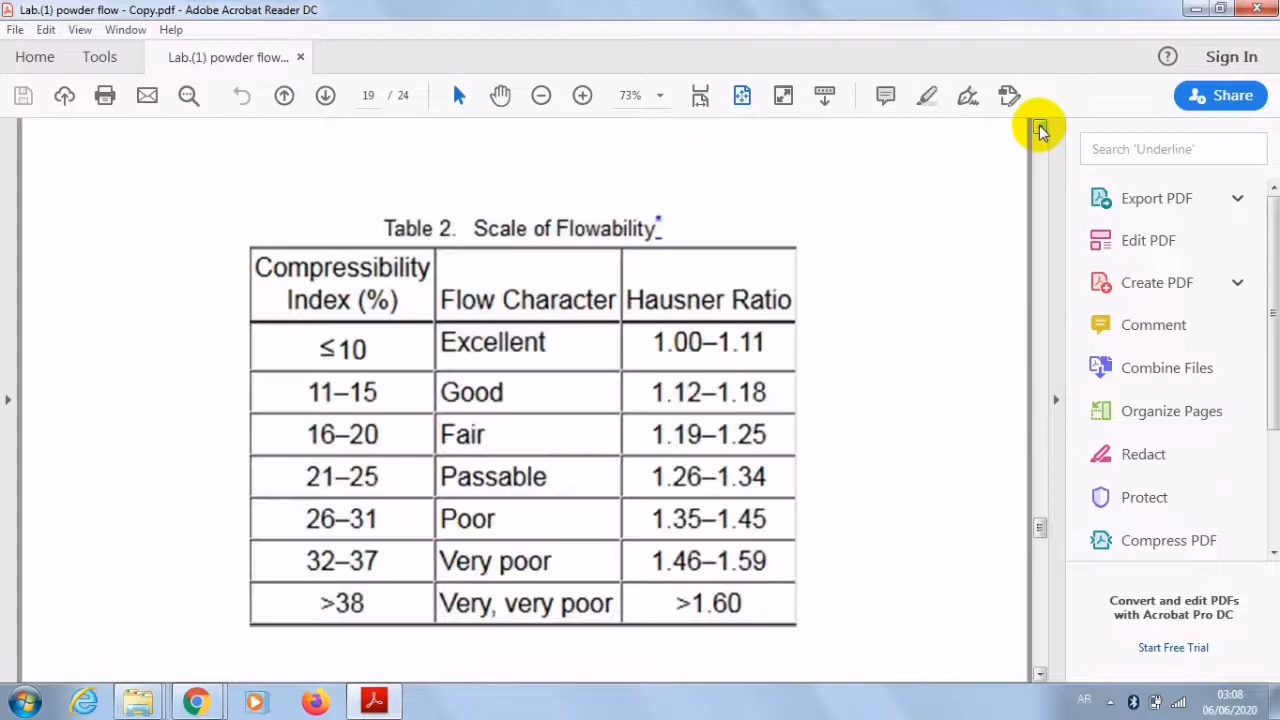 Lab.(1) powder flow - Copy.pdf - Adobe Acrobat Reader DC
File Edit View Window Help
Home Tools Lab.(1) powder flow... × ? Sign In
19 / 24 73% Share
Search 'Underline'
Table 2. Scale of Flowability*
Compressibility Index (%) Flow Character Hausner Ratio
≤10 Excellent 1.00–1.11
11–15 Good 1.12–1.18
16–20 Fair 1.19–1.25
21–25 Passable 1.26–1.34
26–31 Poor 1.35–1.45
32–37 Very poor 1.46–1.59
>38 Very, very poor >1.60
Export PDF
Edit PDF
Create PDF
Comment
Combine Files
Organize Pages
Redact
Protect
Compress PDF
Convert and edit PDFs
with Acrobat Pro DC
Start Free Trial
AR 03:08
06/06/2020